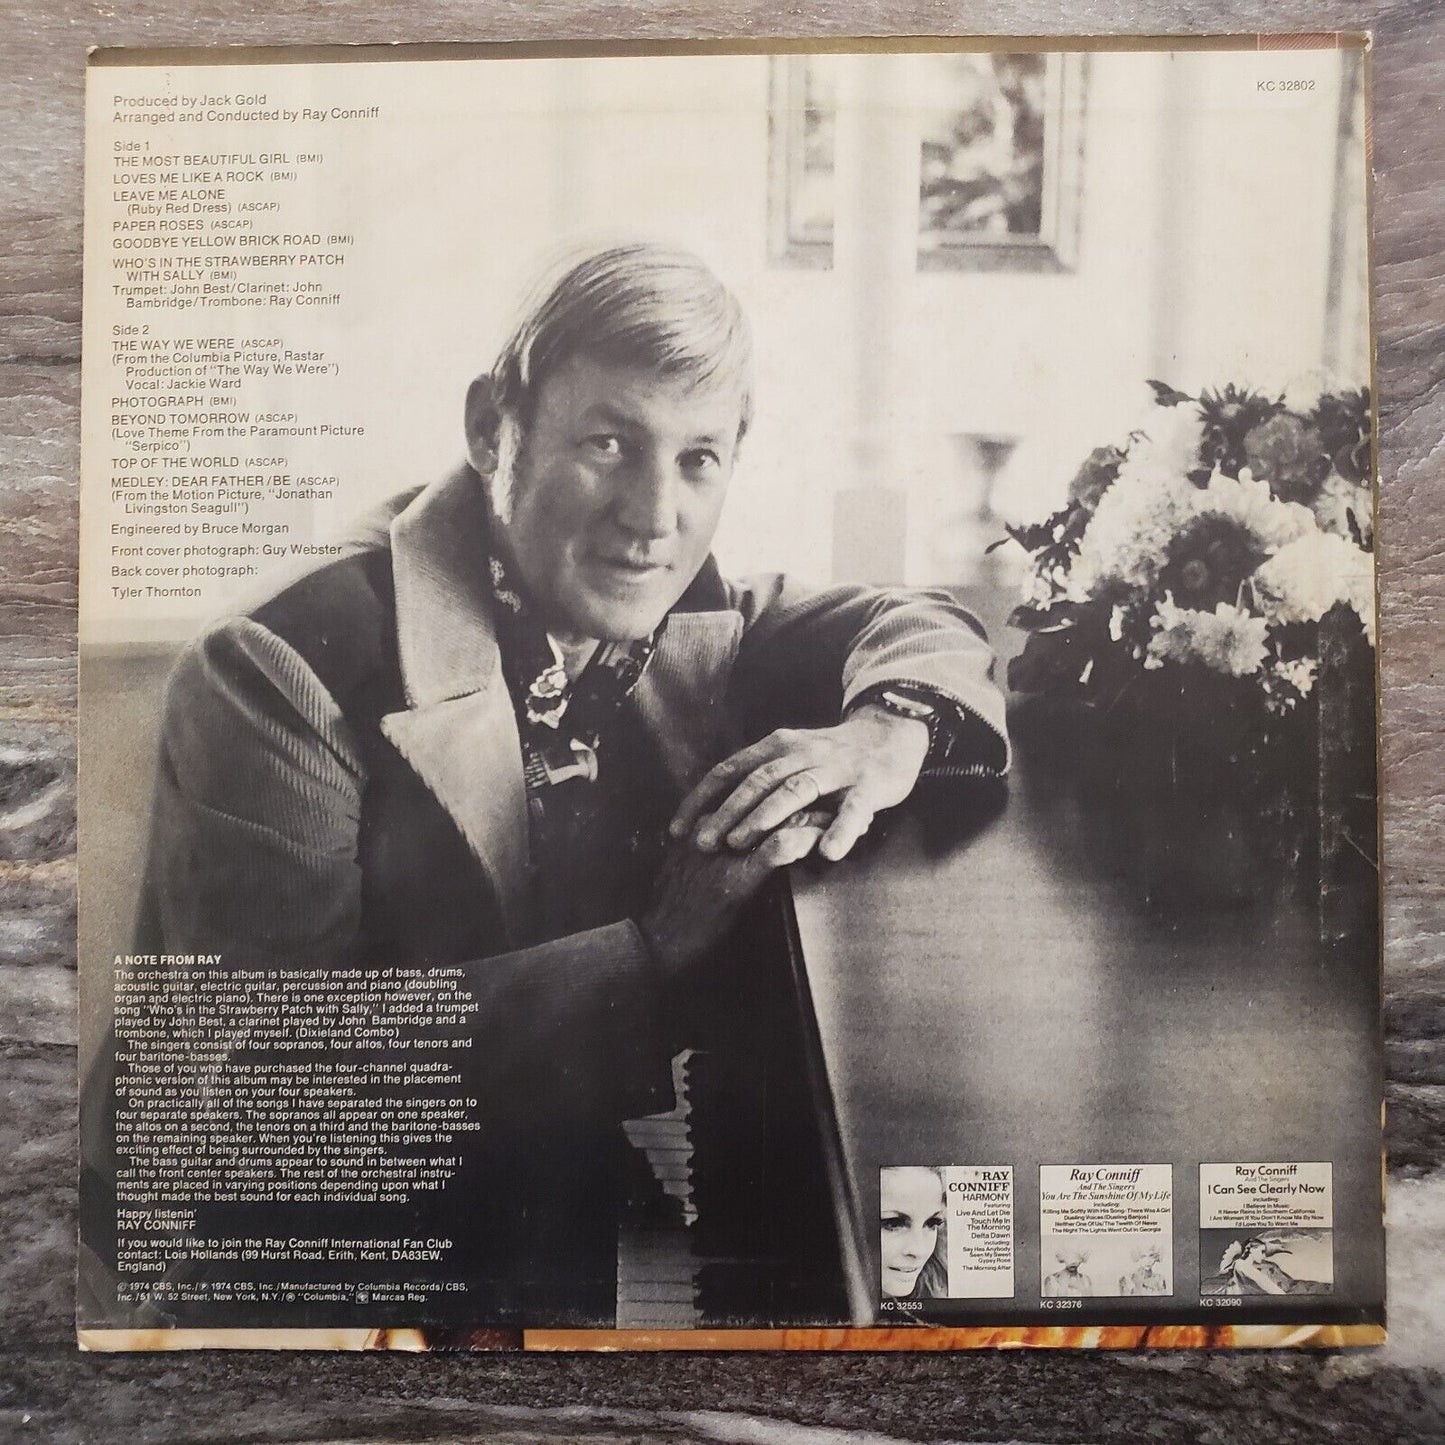 KC 32802
Produced by Jack Gold
Arranged and Conducted by Ray Conniff
Side 1
THE MOST BEAUTIFUL GIRL (BMI)
LOVES ME LIKE A ROCK (BMI)
LEAVE ME ALONE
(Ruby Red Dress) (ASCAP)
PAPER ROSES (ASCAP)
GOODBYE YELLOW BRICK ROAD (BMI)
WHO'S IN THE STRAWBERRY PATCH
WITH SALLY (BMI)
Trumpet: John Best/Clarinet: John
Bambridge/Trombone: Ray Conniff
Side 2
THE WAY WE WERE (ASCAP)
(From the Columbia Picture, Rastar
Production of "The Way We Were")
Vocal: Jackie Ward
PHOTOGRAPH (BMI)
BEYOND TOMORROW (ASCAP)
(Love Theme From the Paramount Picture
"Serpico")
TOP OF THE WORLD (ASCAP)
MEDLEY: DEAR FATHER/BE (ASCAP)
(From the Motion Picture, "Jonathan
Livingston Seagull")
Engineered by Bruce Morgan
Front cover photograph: Guy Webster
Back cover photograph:
Tyler Thornton
A NOTE FROM RAY
The orchestra on this album is basically made up of bass, drums,
acoustic guitar, electric guitar, percussion and piano (doubling
organ and electric piano). There is one exception however, on the
song "Who's in the Strawberry Patch with Sally," I added a trumpet
played by John Best, a clarinet played by John Bambridge and a
trombone, which I played myself. (Dixieland Combo)
The singers consist of four sopranos, four altos, four tenors and
four baritone-basses.
Those of you who have purchased the four-channel quadra-
phonic version of this album may be interested in the placement
of sound as you listen on your four speakers.
On practically all of the songs I have separated the singers on to
four separate speakers. The sopranos all appear on one speaker,
the altos on a second, the tenors on a third and the baritone-basses
on the remaining speaker. When you're listening this gives the
exciting effect of being surrounded by the singers.
The bass guitar and drums appear to sound in between what I
call the front center speakers. The rest of the orchestral instru-
ments are placed in varying positions depending upon what I
thought made the best sound for each individual song.
Happy listenin'
RAY CONNIFF
If you would like to join the Ray Conniff International Fan Club
contact: Lois Hollands (99 Hurst Road, Erith, Kent, DA83EW,
England)
© 1974 CBS, Inc./℗ 1974 CBS, Inc./Manufactured by Columbia Records/CBS,
Inc./51 W. 52 Street, New York, N.Y./® "Columbia," Marcas Reg.
RAY
CONNIFF
HARMONY
Featuring
Live And Let Die
Touch Me In
The Morning
Delta Dawn
including:
Say Has Anybody
Seen My Sweet
Gypsy Rose
The Morning After
KC 32553
Ray Conniff
And The Singers
You Are The Sunshine Of My Life
including:
Killing Me Softly With His Song · There Was A Girl
Dueling Voices (Dueling Banjos)
Neither One Of Us/The Twelfth Of Never
The Night The Lights Went Out in Georgia
KC 32376
Ray Conniff
And The Singers
I Can See Clearly Now
including:
I Believe In Music
It Never Rains In Southern California
I Am Woman/If You Don't Know Me By Now
I'd Love You To Want Me
KC 32090